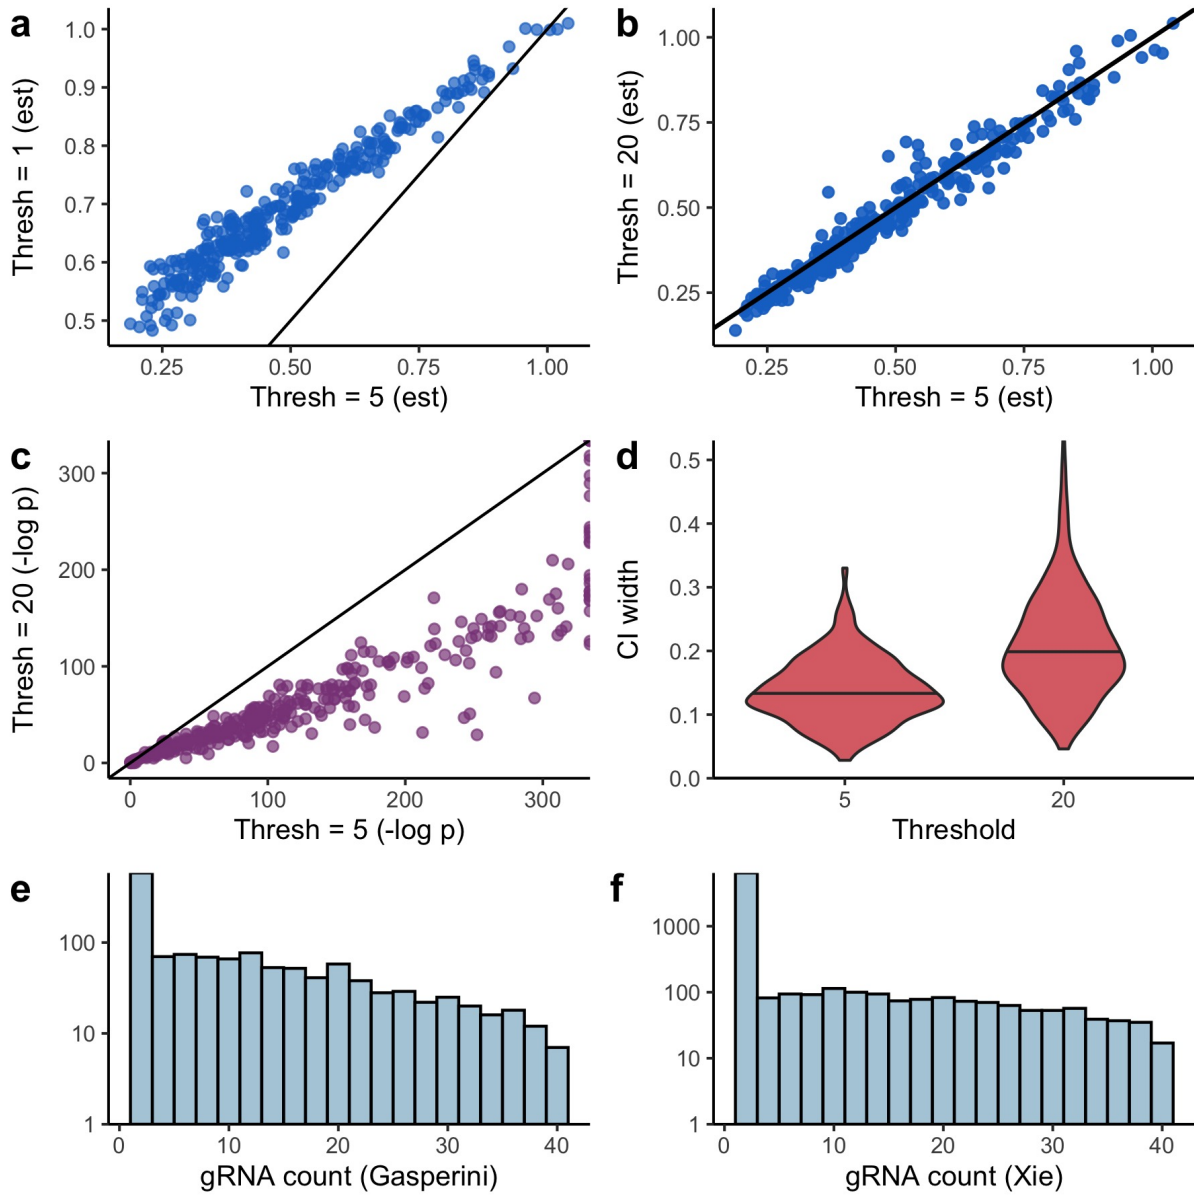 a
Thresh = 1 (est)
1.0
0.9
0.8
0.7
0.6
0.5
0.25 0.50 0.75 1.00
Thresh = 5 (est)
b
Thresh = 20 (est)
1.00
0.75
0.50
0.25
0.25 0.50 0.75 1.00
Thresh = 5 (est)
c
Thresh = 20 (-log p)
300
200
100
0
0 100 200 300
Thresh = 5 (-log p)
d
CI width
0.5
0.4
0.3
0.2
0.1
0.0
5 20
Threshold
e
100
10
1
0 10 20 30 40
gRNA count (Gasperini)
f
1000
100
10
1
0 10 20 30 40
gRNA count (Xie)